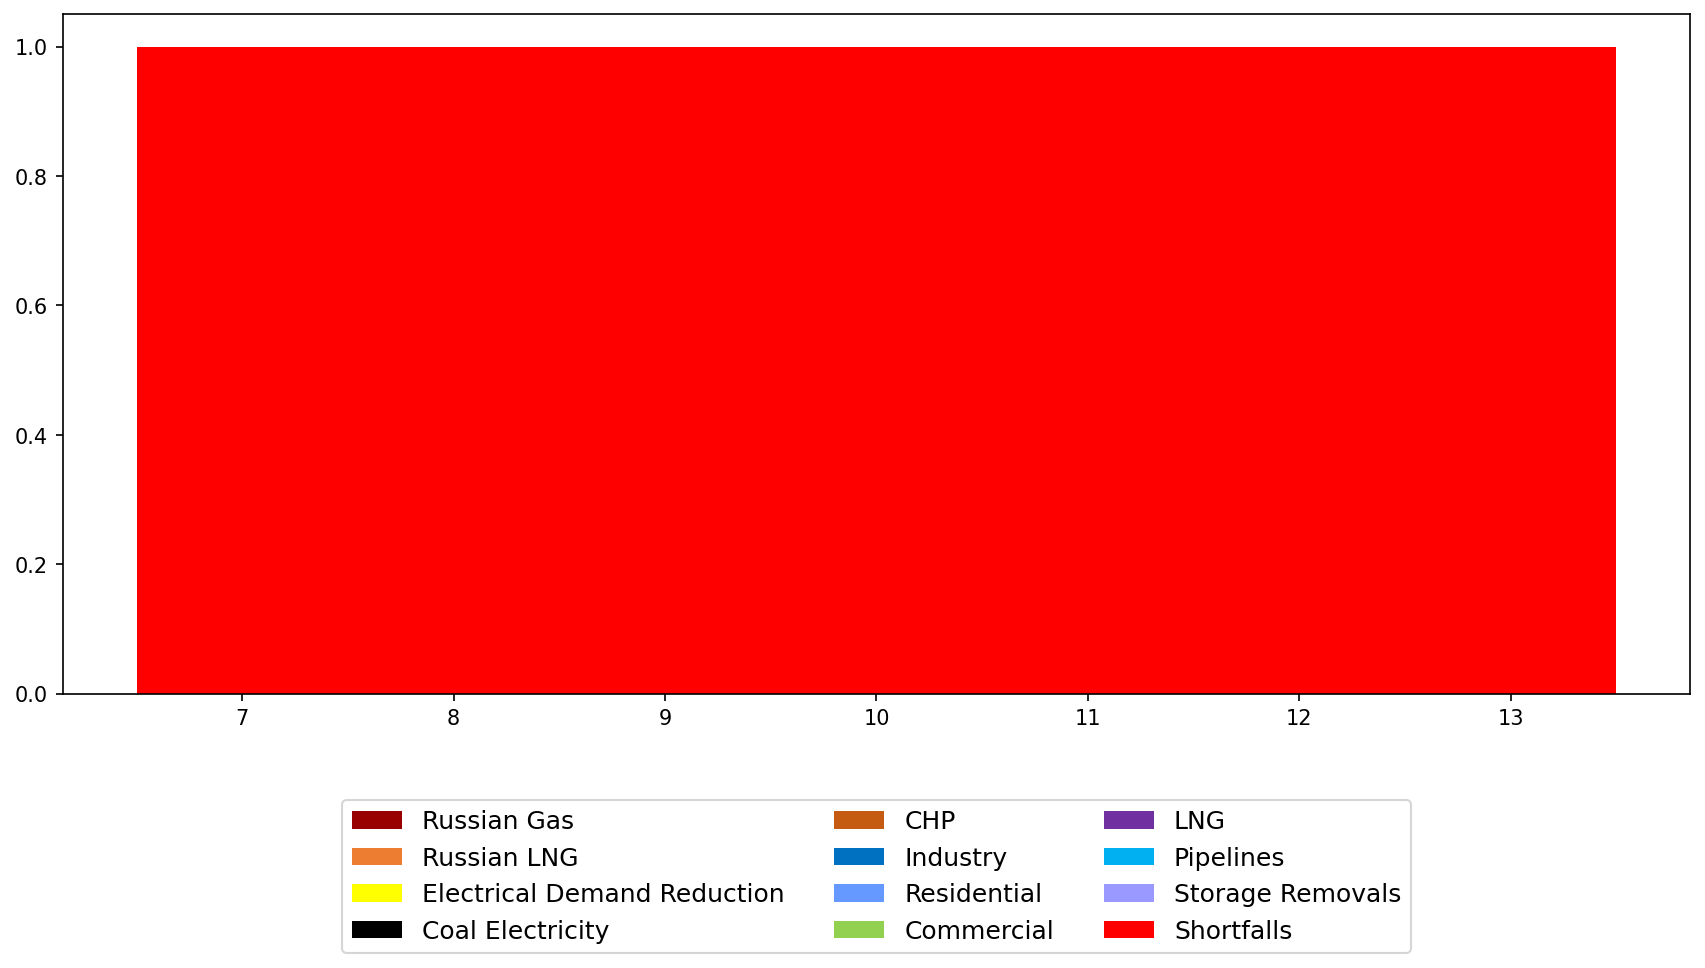 1.0
0.8
0.6
0.4
0.2
0.0
7 8 9 10 11 12 13
Russian Gas
Russian LNG
Electrical Demand Reduction
Coal Electricity
CHP
Industry
Residential
Commercial
LNG
Pipelines
Storage Removals
Shortfalls